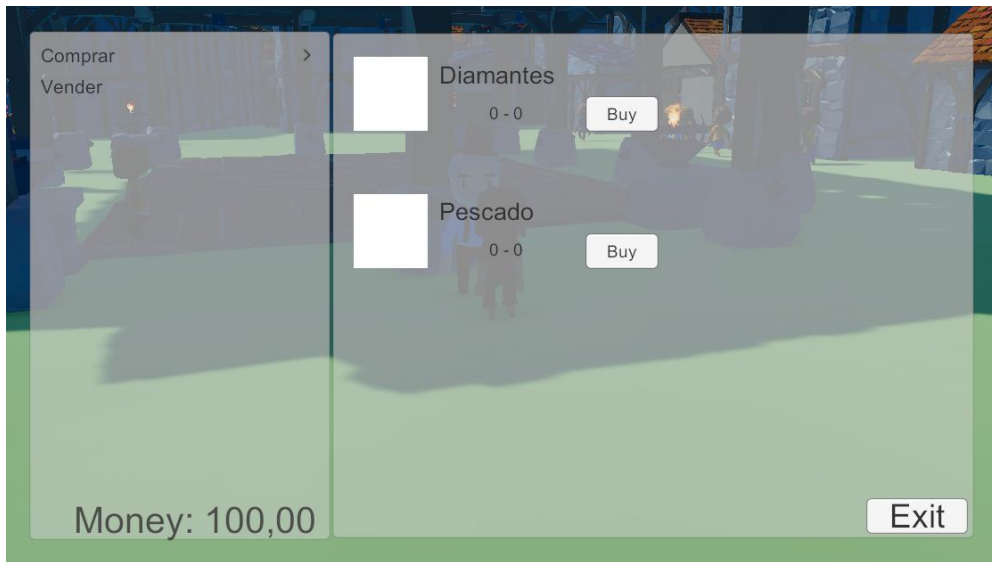 Comprar >
Vender
Money: 100,00
Diamantes
0 - 0 Buy
Pescado
0 - 0 Buy
Exit